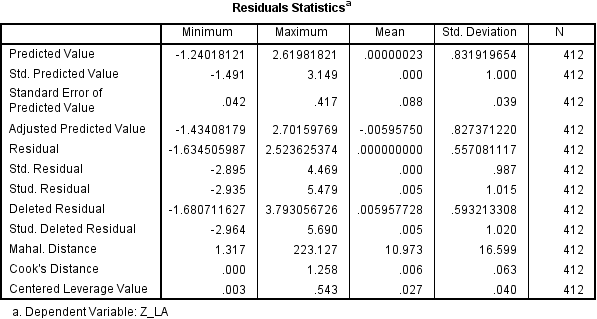 Residuals Statisticsa
Minimum Maximum Mean Std. Deviation N
Predicted Value -1.24018121 2.61981821 .00000023 .831919654 412
Std. Predicted Value -1.491 3.149 .000 1.000 412
Standard Error of Predicted Value .042 .417 .088 .039 412
Adjusted Predicted Value -1.43408179 2.70159769 -.00595750 .827371220 412
Residual -1.634505987 2.523625374 .000000000 .557081117 412
Std. Residual -2.895 4.469 .000 .987 412
Stud. Residual -2.935 5.479 .005 1.015 412
Deleted Residual -1.680711627 3.793056726 .005957728 .593213308 412
Stud. Deleted Residual -2.964 5.690 .005 1.020 412
Mahal. Distance 1.317 223.127 10.973 16.599 412
Cook's Distance .000 1.258 .006 .063 412
Centered Leverage Value .003 .543 .027 .040 412
a. Dependent Variable: Z_LA